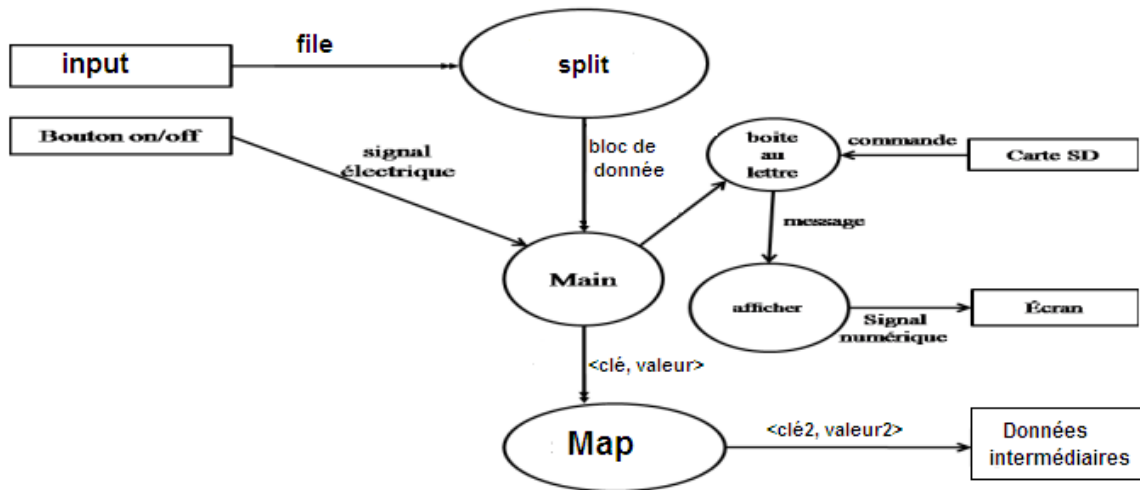 input
file
split
Bouton on/off
signal
électrique
bloc de
donnée
boite
au
lettre
commande
Carte SD
message
Main
afficher
Signal
numérique
Écran
<clé, valeur>
Map
<clé2, valeur2>
Données
intermédiaires